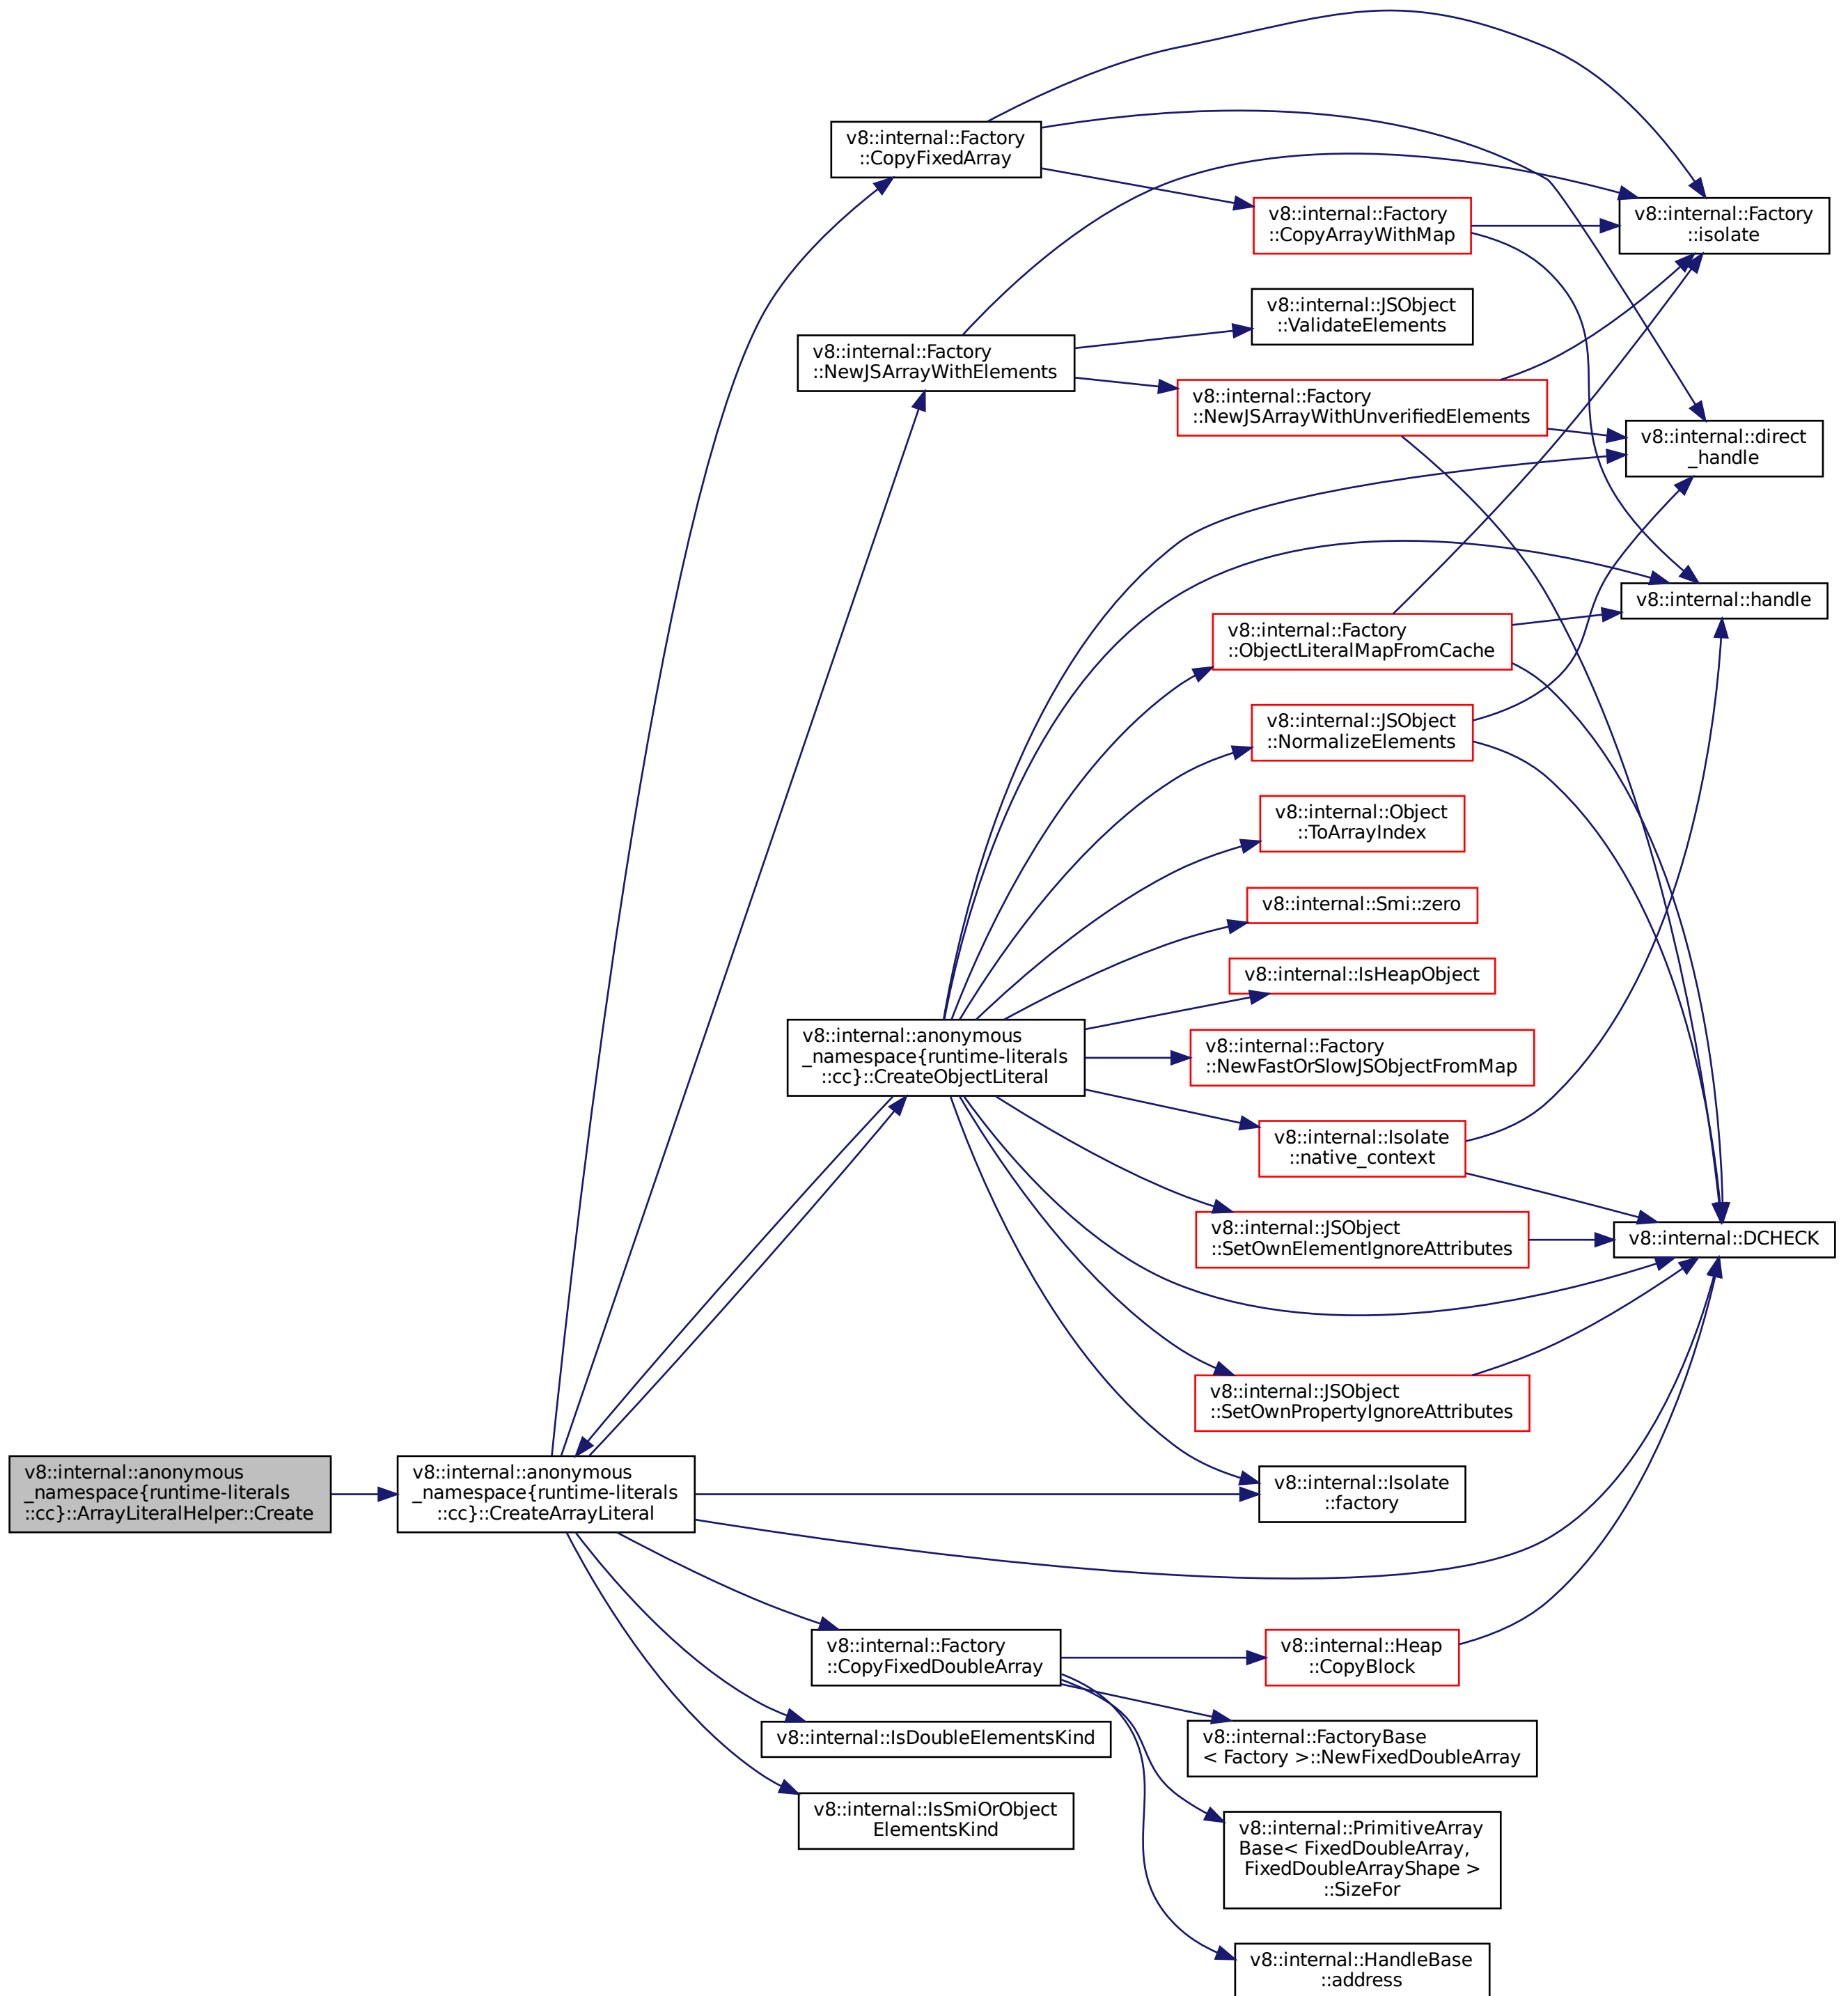 v8::internal::Factory
::CopyFixedArray
v8::internal::Factory
::CopyArrayWithMap
v8::internal::Factory
::isolate
v8::internal::JSObject
::ValidateElements
v8::internal::Factory
::NewJSArrayWithElements
v8::internal::Factory
::NewJSArrayWithUnverifiedElements
v8::internal::direct
_handle
v8::internal::handle
v8::internal::Factory
::ObjectLiteralMapFromCache
v8::internal::JSObject
::NormalizeElements
v8::internal::Object
::ToArrayIndex
v8::internal::Smi::zero
v8::internal::IsHeapObject
v8::internal::anonymous
_namespace{runtime-literals
::cc}::CreateObjectLiteral
v8::internal::Factory
::NewFastOrSlowJSObjectFromMap
v8::internal::Isolate
::native_context
v8::internal::JSObject
::SetOwnElementIgnoreAttributes
v8::internal::DCHECK
v8::internal::JSObject
::SetOwnPropertyIgnoreAttributes
v8::internal::anonymous
_namespace{runtime-literals
::cc}::ArrayLiteralHelper::Create
v8::internal::anonymous
_namespace{runtime-literals
::cc}::CreateArrayLiteral
v8::internal::Isolate
::factory
v8::internal::Factory
::CopyFixedDoubleArray
v8::internal::Heap
::CopyBlock
v8::internal::IsDoubleElementsKind
v8::internal::FactoryBase
< Factory >::NewFixedDoubleArray
v8::internal::IsSmiOrObject
ElementsKind
v8::internal::PrimitiveArray
Base< FixedDoubleArray,
FixedDoubleArrayShape >
::SizeFor
v8::internal::HandleBase
::address